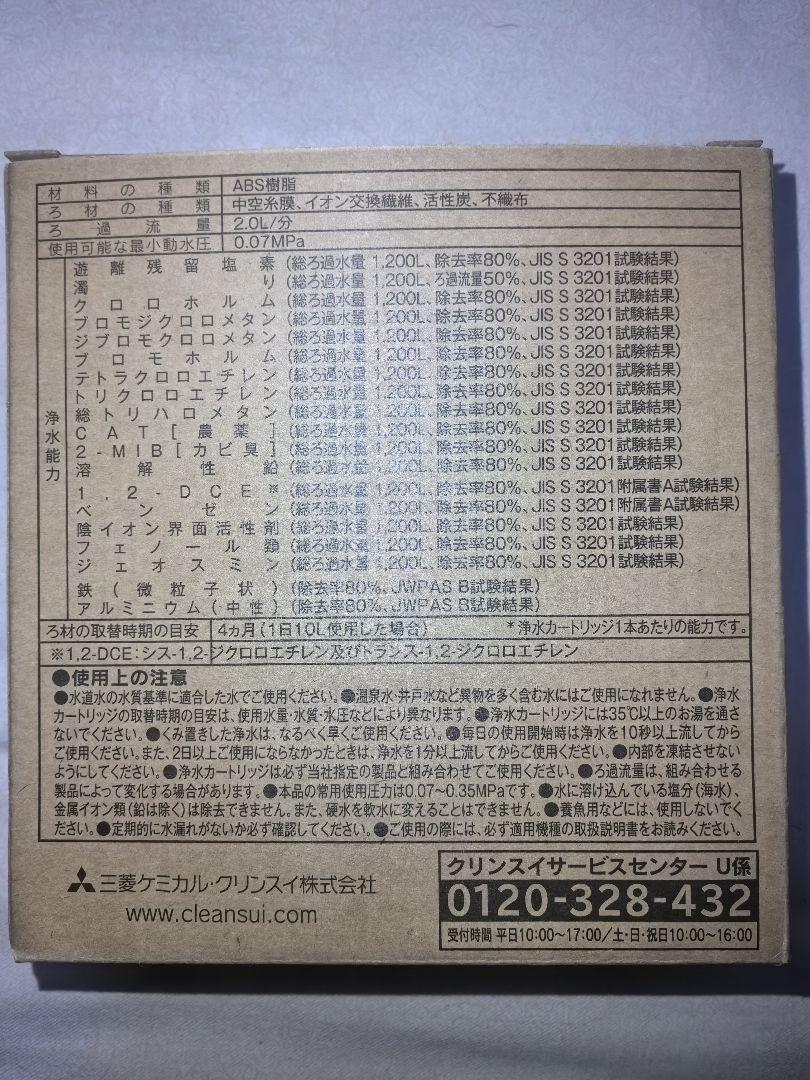 材料の種類 ABS樹脂
ろ材の種類 中空糸膜、イオン交換繊維、活性炭、不織布
ろ過流量 2.0L/分
使用可能な最小動水圧 0.07MPa
浄水能力
遊離残留塩素 (総ろ過水量 1,200L、除去率80%、JIS S 3201試験結果)
濁り (総ろ過水量 1,200L、ろ過流量50%、JIS S 3201試験結果)
クロロホルム (総ろ過水量 1,200L、除去率80%、JIS S 3201試験結果)
ブロモジクロロメタン (総ろ過水量 1,200L、除去率80%、JIS S 3201試験結果)
ジブロモクロロメタン (総ろ過水量 1,200L、除去率80%、JIS S 3201試験結果)
ブロモホルム (総ろ過水量 1,200L、除去率80%、JIS S 3201試験結果)
テトラクロロエチレン (総ろ過水量 1,200L、除去率80%、JIS S 3201試験結果)
トリクロロエチレン (総ろ過水量 1,200L、除去率80%、JIS S 3201試験結果)
総トリハロメタン (総ろ過水量 1,200L、除去率80%、JIS S 3201試験結果)
CAT[農薬] (総ろ過水量 1,200L、除去率80%、JIS S 3201試験結果)
2-MIB[カビ臭] (総ろ過水量 1,200L、除去率80%、JIS S 3201試験結果)
溶解性鉛 (総ろ過水量 1,200L、除去率80%、JIS S 3201試験結果)
1,2-DCE※ (総ろ過水量 1,200L、除去率80%、JIS S 3201附属書A試験結果)
ベンゼン (総ろ過水量 1,200L、除去率80%、JIS S 3201附属書A試験結果)
陰イオン界面活性剤 (総ろ過水量 1,200L、除去率80%、JIS S 3201試験結果)
フェノール類 (総ろ過水量 1,200L、除去率80%、JIS S 3201試験結果)
ジェオスミン (総ろ過水量 1,200L、除去率80%、JIS S 3201試験結果)
鉄(微粒子状) (除去率80%、JWPAS B試験結果)
アルミニウム(中性) (除去率80%、JWPAS B試験結果)
ろ材の取替時期の目安 4ヵ月(1日10L使用した場合) *浄水カートリッジ1本あたりの能力です。
※1,2-DCE:シス-1,2-ジクロロエチレン及びトランス-1,2-ジクロロエチレン
●使用上の注意
●水道水の水質基準に適合した水でご使用ください。●温泉水・井戸水など異物を多く含む水にはご使用になれません。●浄水
カートリッジの取替時期の目安は、使用水量・水質・水圧などにより異なります。●浄水カートリッジには35℃以上のお湯を通さ
ないでください。●くみ置きした浄水は、なるべく早くご使用ください。●毎日の使用開始時は浄水を10秒以上流してから
ご使用ください。また、2日以上ご使用にならなかったときは、浄水を1分以上流してからご使用ください。●内部を凍結させない
ようにしてください。●浄水カートリッジは必ず当社指定の製品と組み合わせてご使用ください。●ろ過流量は、組み合わせる
製品によって変化する場合があります。●本品の常用使用圧力は0.07〜0.35MPaです。●水に溶け込んでいる塩分(海水)、
金属イオン類(鉛は除く)は除去できません。また、硬水を軟水に変えることはできません。●養魚用などには、使用しないでく
ださい。●定期的に水漏れがないか必ず確認してください。●ご使用の際には、必ず適用機種の取扱説明書をお読みください。
三菱ケミカル・クリンスイ株式会社
www.cleansui.com
クリンスイサービスセンター U係
0120-328-432
受付時間 平日10:00〜17:00/土・日・祝日10:00〜16:00